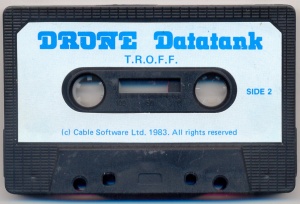 DRONE Datatank
T.R.O.F.F.
SIDE 2
(c) Cable Software Ltd. 1983. All rights reserved